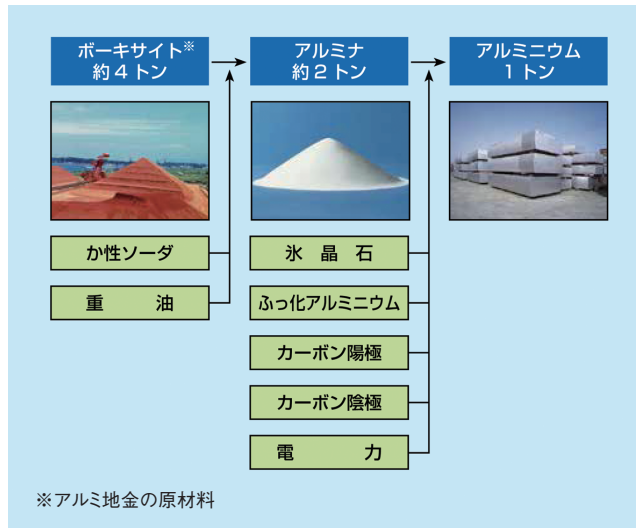 ボーキサイト※
約4トン
アルミナ
約2トン
アルミニウム
1トン
か性ソーダ
重油
氷晶石
ふっ化アルミニウム
カーボン陽極
カーボン陰極
電力
※アルミ地金の原材料